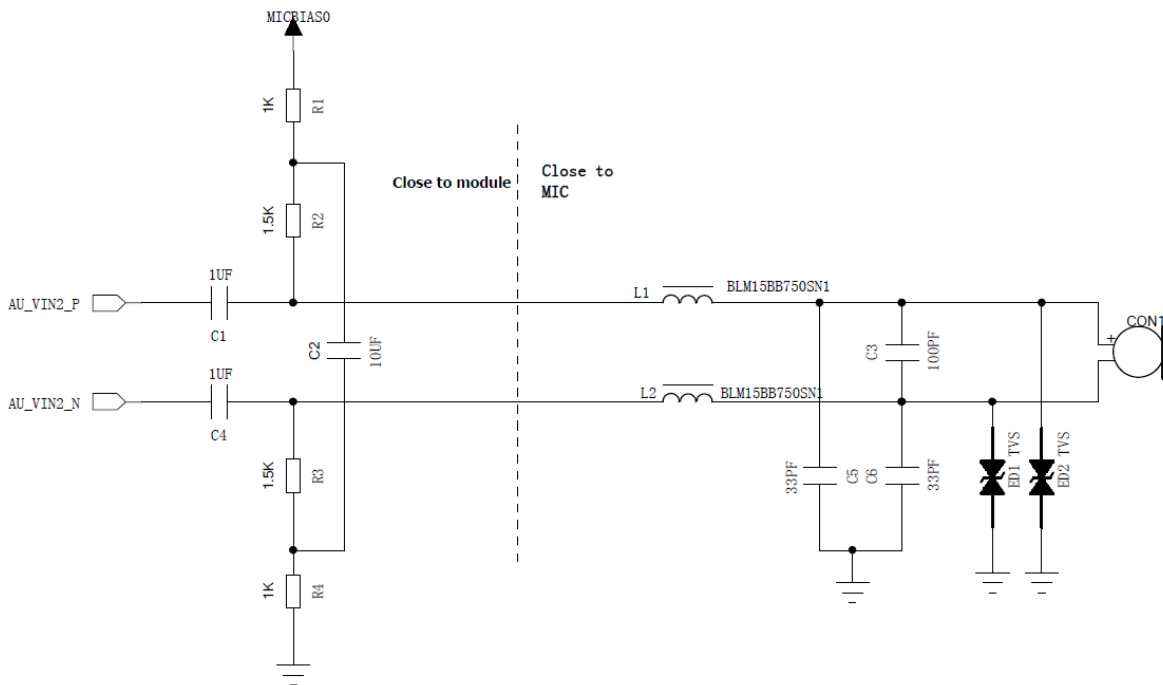 MICBIAS0
1K
R1
Close to module
Close to
MIC
1.5K
R2
1UF
L1
BLM15BB750SN1
AU_VIN2_P
C1
CON1
C2
10UF
C3
100PF
+
1UF
L2
BLM15BB750SN1
AU_VIN2_N
C4
1.5K
R3
33PF
C5
C6
33PF
ED1 TVS
ED2 TVS
1K
R4